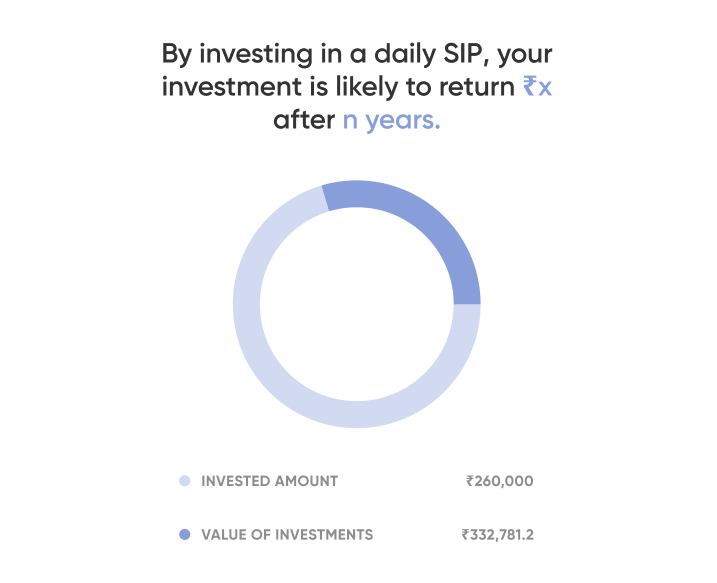 By investing in a daily SIP, your
investment is likely to return ₹x
after n years.
INVESTED AMOUNT ₹260,000
VALUE OF INVESTMENTS ₹332,781.2